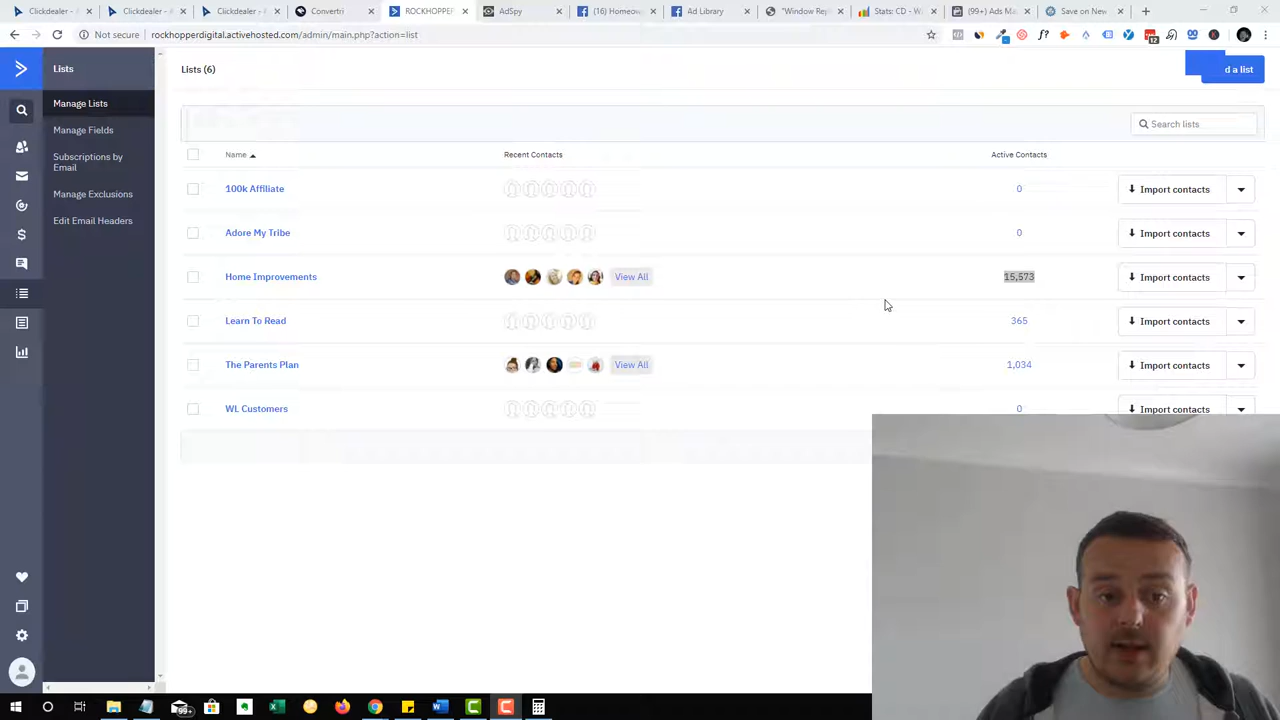 Clickdealer - A
Clickdealer -
Clickdealer - R
Convertri
ROCKHOPPER
AdSpy
(16) Homeow
Ad Library
"Window Rep
Stats: CD - W
(99+) Ads Ma
Save on New
Not secure | rockhopperdigital.activehosted.com/admin/main.php?action=list
Lists
Lists (6)
d a list
Manage Lists
Manage Fields
Subscriptions by
Email
Manage Exclusions
Edit Email Headers
Search lists
Name Recent Contacts Active Contacts
100k Affiliate 0 Import contacts
Adore My Tribe 0 Import contacts
Home Improvements View All 15,573 Import contacts
Learn To Read 365 Import contacts
The Parents Plan View All 1,034 Import contacts
WL Customers 0 Import contacts
99+